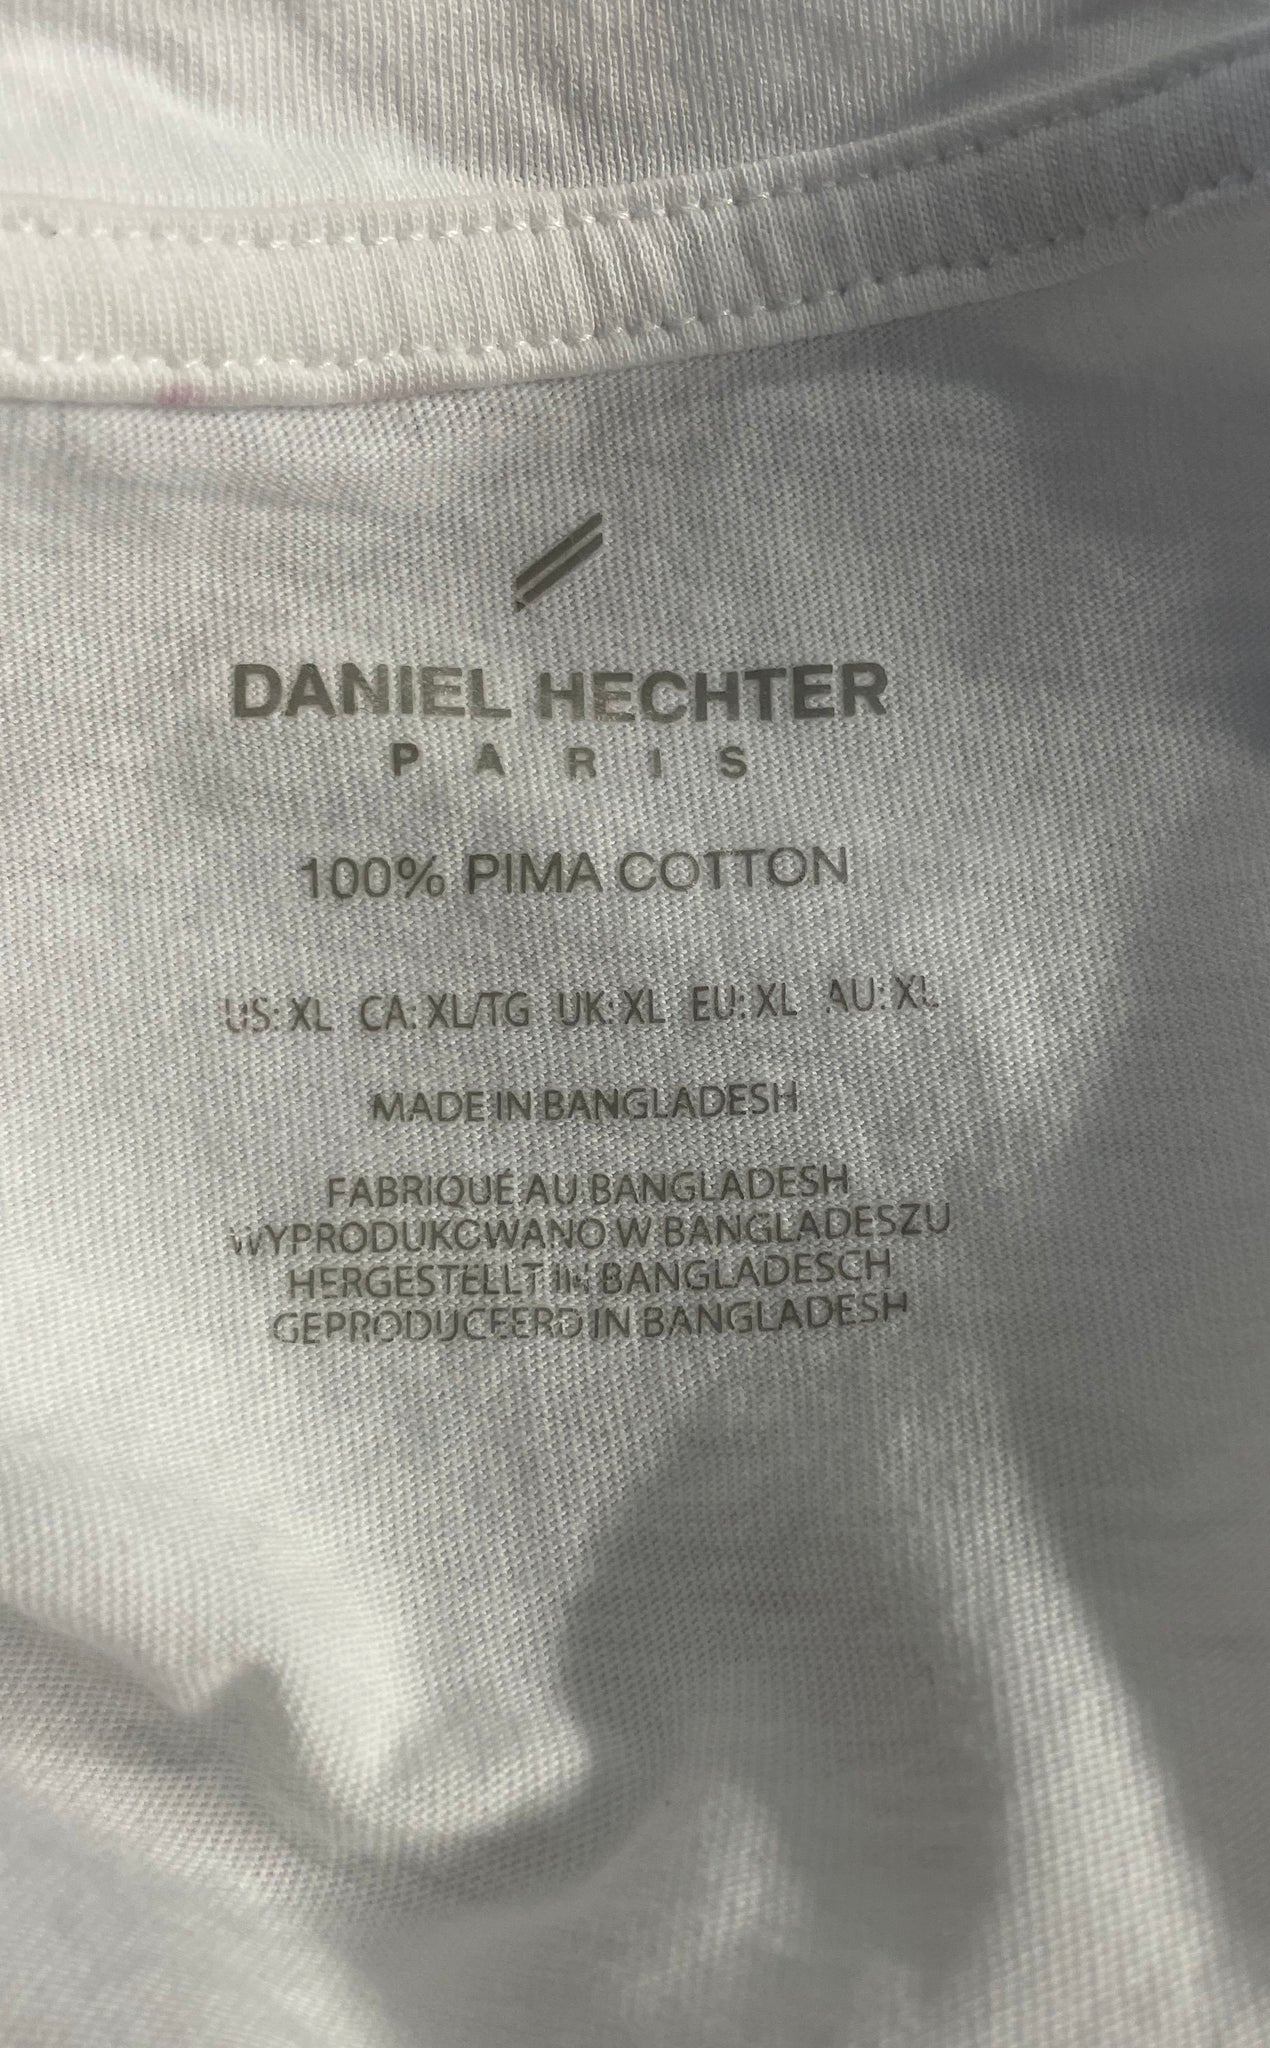 DANIEL HECHTER
PARIS
100% PIMA COTTON
US: XL CA: XL/TG UK: XL EU: XL AU: XL
MADE IN BANGLADESH
FABRIQUÉ AU BANGLADESH
WYPRODUKOWANO W BANGLADESZU
HERGESTELLT IN BANGLADESCH
GEPRODUCEERD IN BANGLADESH